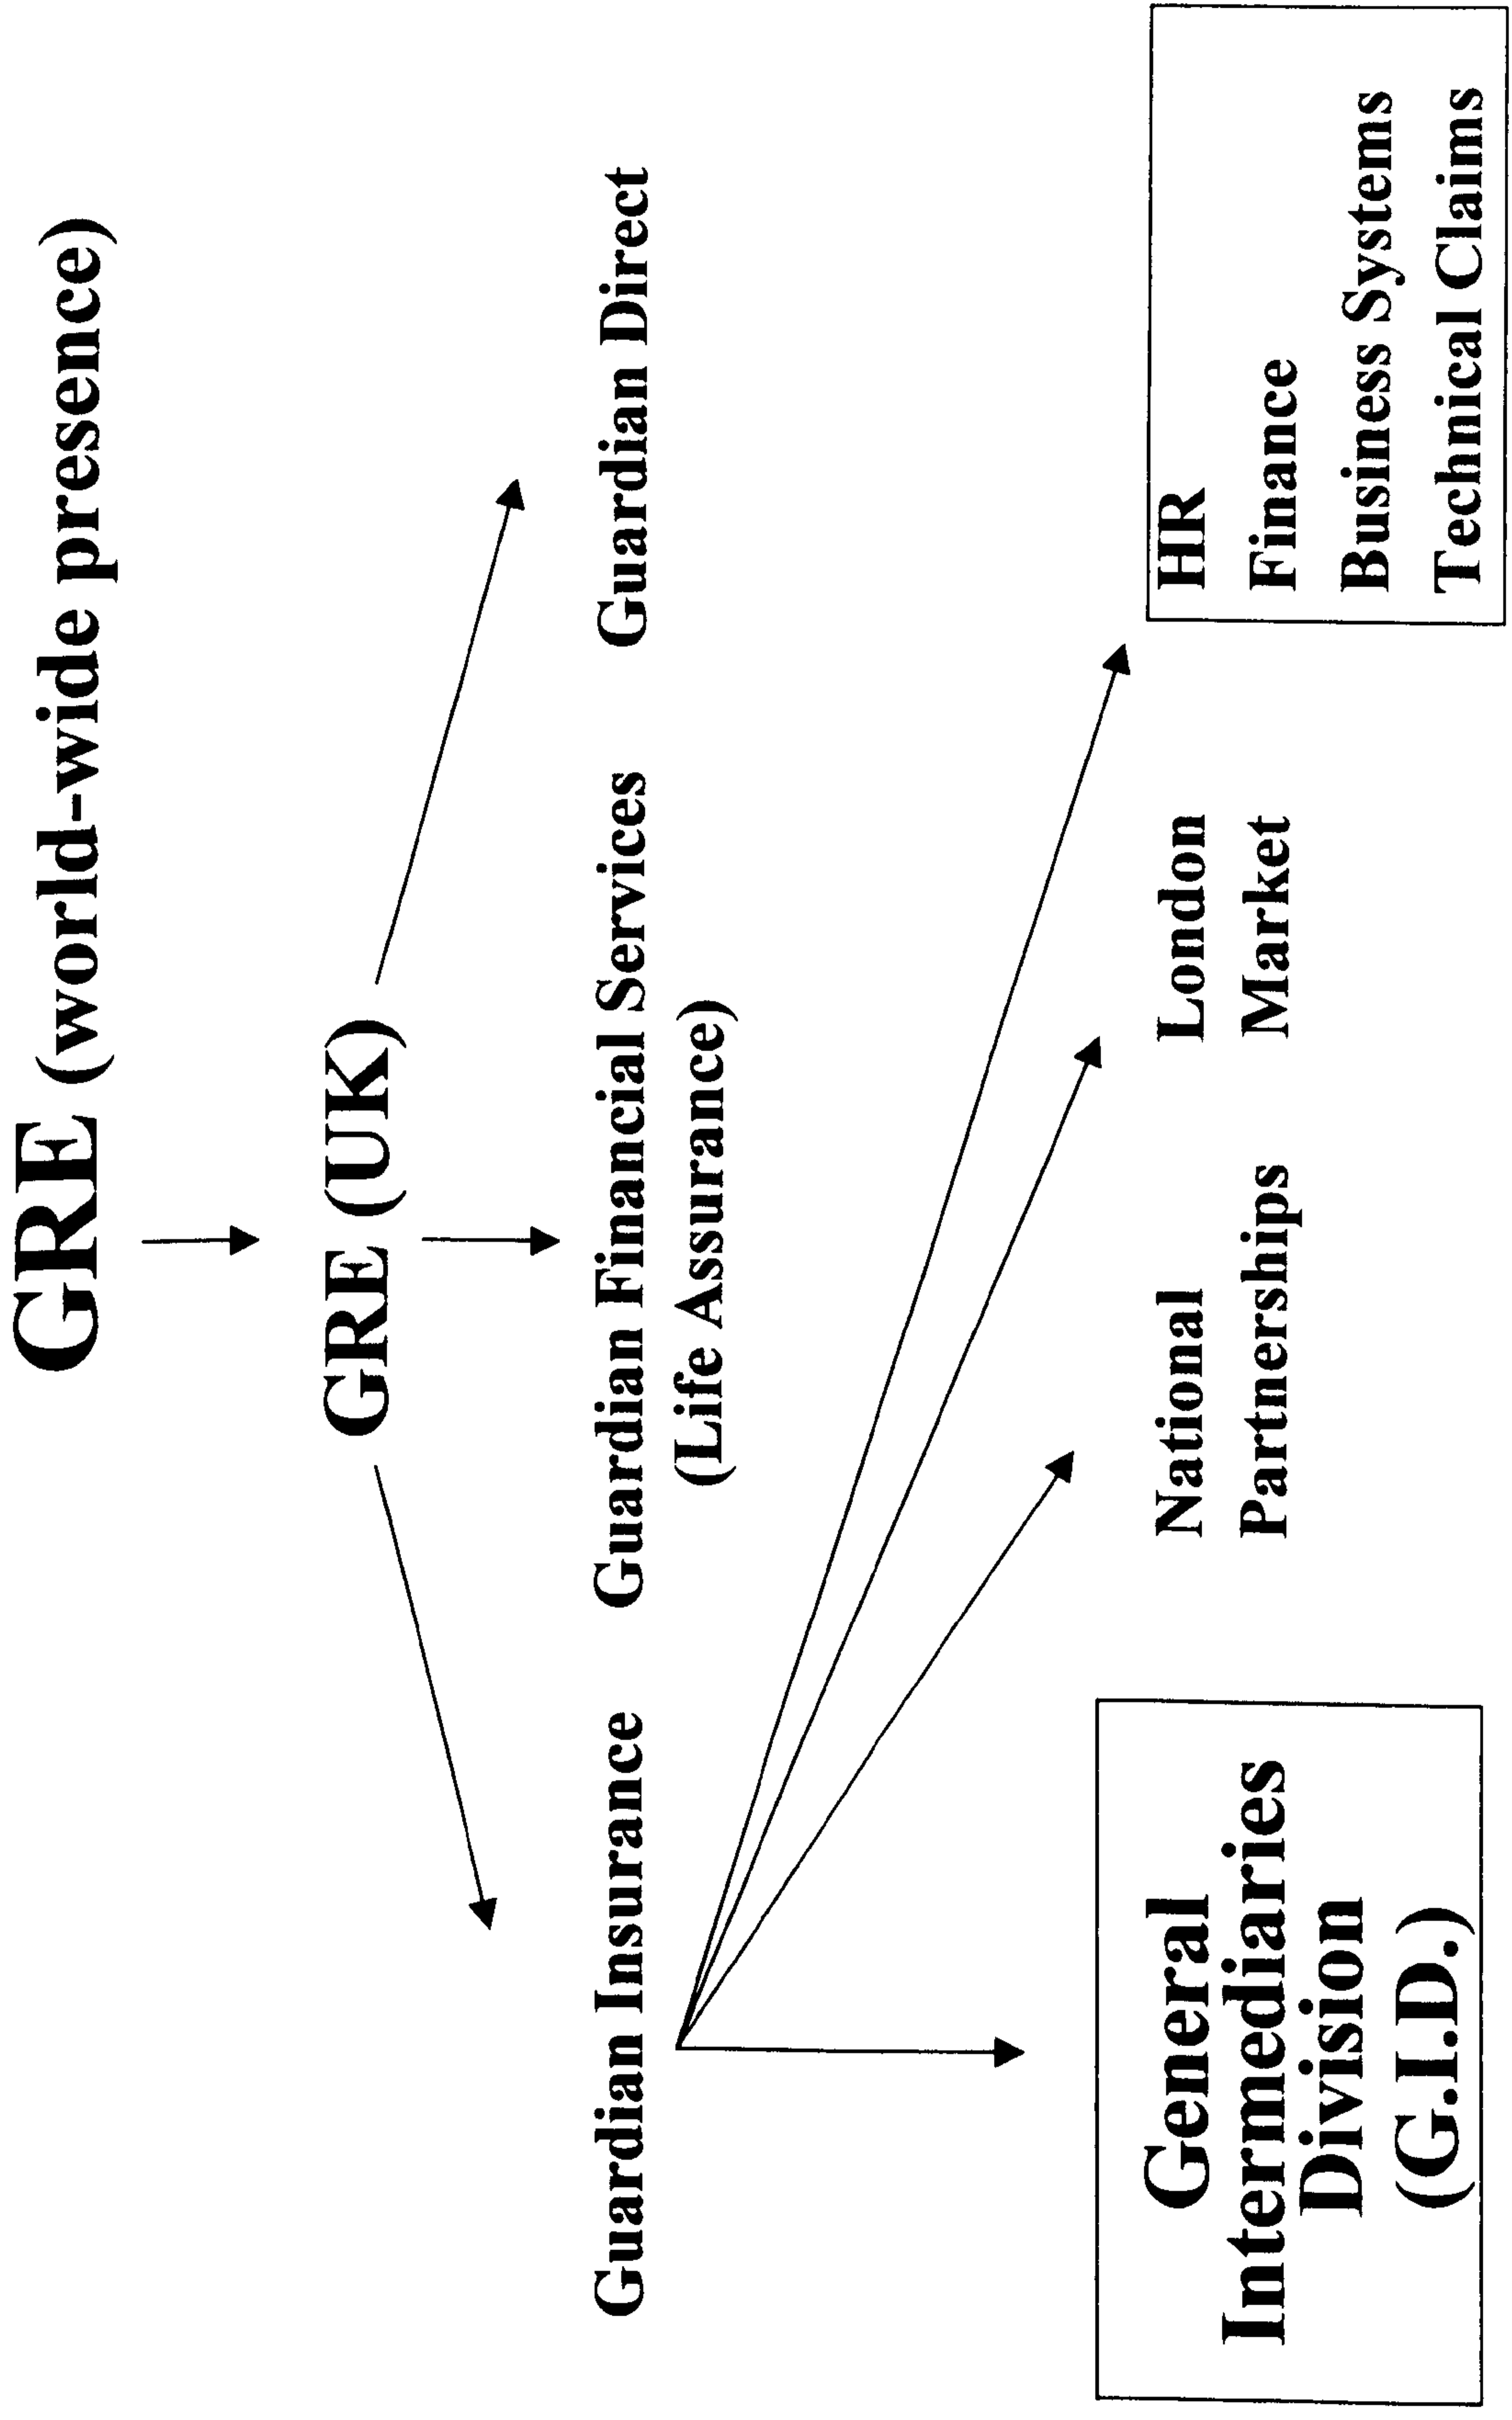 GRE (world-wide presence)
GRE (UK)
Guardian Insurance
Guardian Financial Services
(Life Assurance)
Guardian Direct
General
Intermediaries
Division
(G.I.D.)
National
Partnerships
London
Market
HR
Finance
Business Systems
Technical Claims